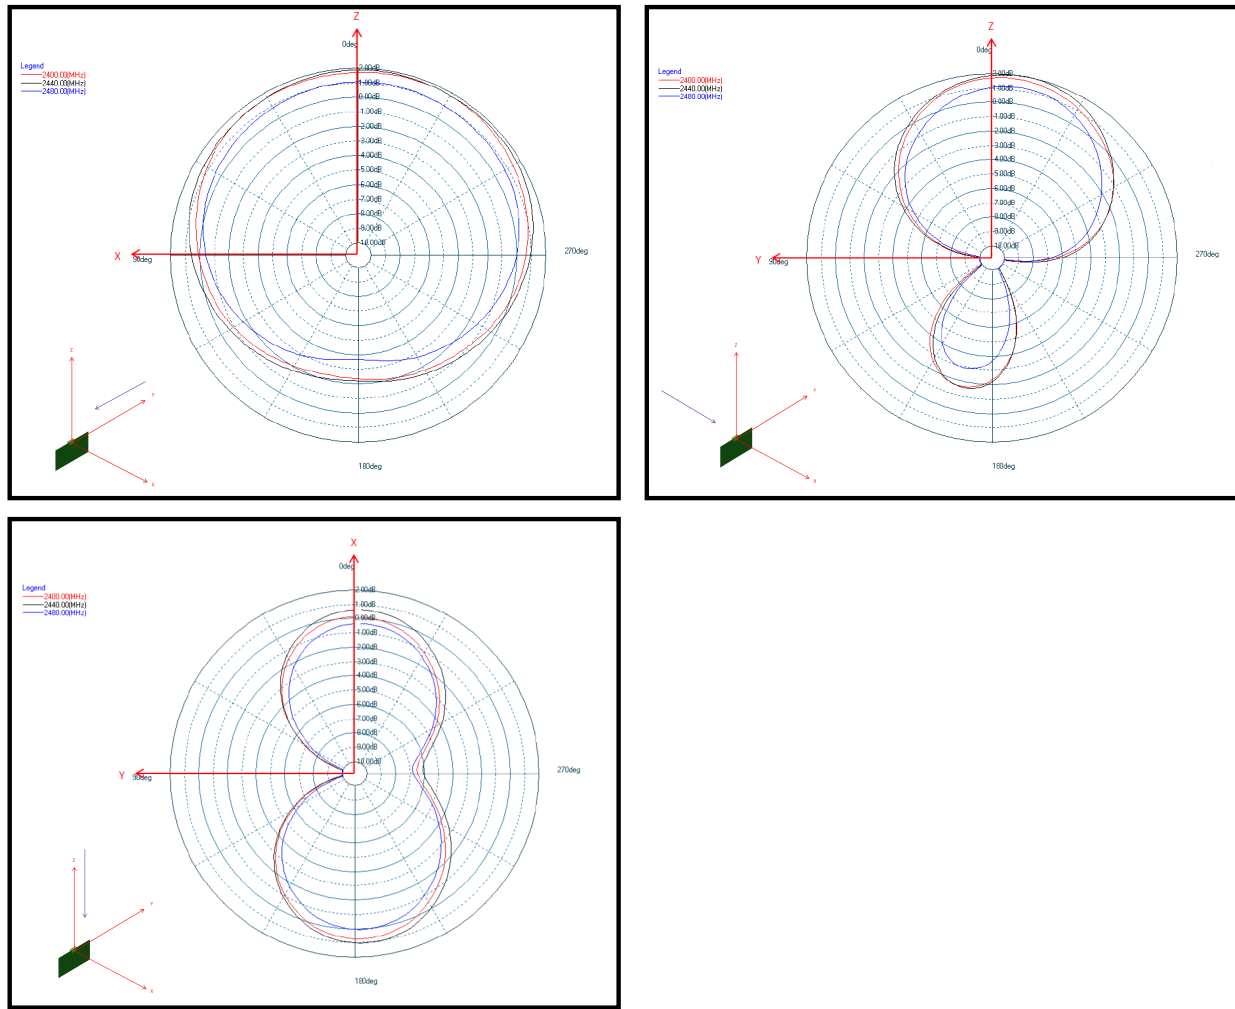 Z
0deg
Legend
2400.00(MHz)
2440.00(MHz)
2480.00(MHz)
2.00dB
1.00dB
0.00dB
-1.00dB
-2.00dB
-3.00dB
-4.00dB
-5.00dB
-6.00dB
-7.00dB
-8.00dB
-9.00dB
-10.00dB
X
90deg
270deg
180deg
Z
Y
X
Z
0deg
Legend
2400.00(MHz)
2440.00(MHz)
2480.00(MHz)
2.00dB
1.00dB
0.00dB
-1.00dB
-2.00dB
-3.00dB
-4.00dB
-5.00dB
-6.00dB
-7.00dB
-8.00dB
-9.00dB
-10.00dB
Y
90deg
270deg
180deg
Z
Y
X
X
0deg
Legend
2400.00(MHz)
2440.00(MHz)
2480.00(MHz)
2.00dB
1.00dB
0.00dB
-1.00dB
-2.00dB
-3.00dB
-4.00dB
-5.00dB
-6.00dB
-7.00dB
-8.00dB
-9.00dB
-10.00dB
Y
90deg
270deg
180deg
Z
Y
X